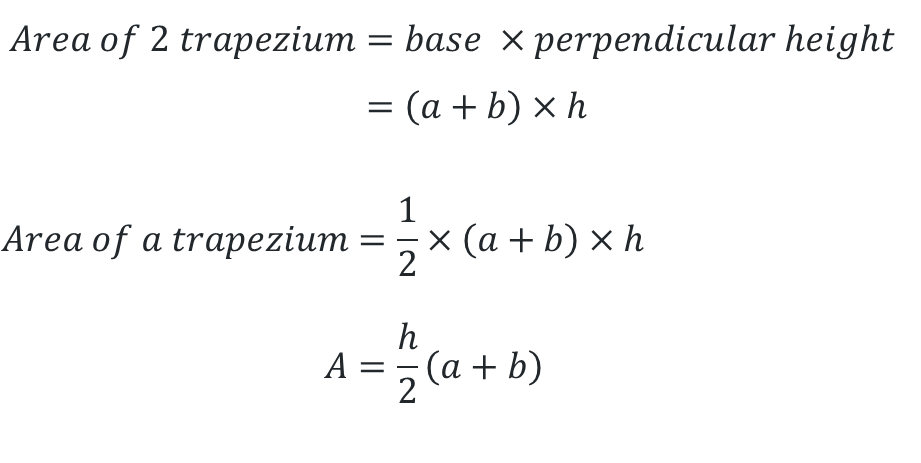 Area of 2 trapezium = base × perpendicular height
= (a + b) × h
Area of a trapezium = 1/2 × (a + b) × h
A = h/2 (a + b)